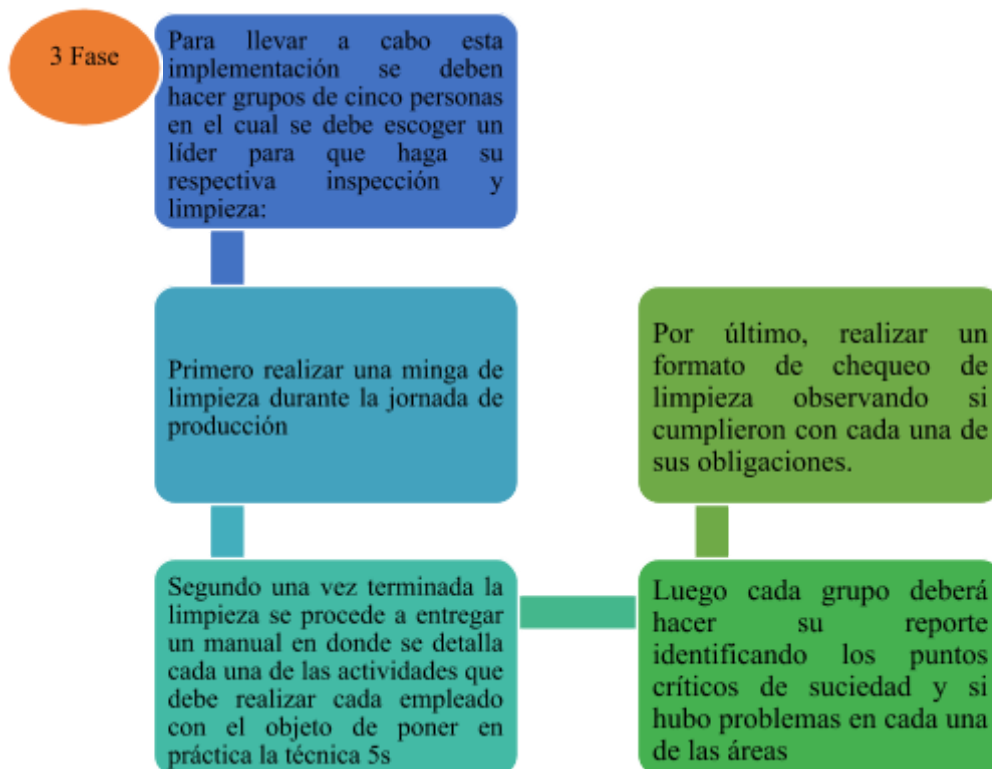 3 Fase
Para llevar a cabo esta
implementación se deben
hacer grupos de cinco personas
en el cual se debe escoger un
líder para que haga su
respectiva inspección y
limpieza:
Primero realizar una minga de
limpieza durante la jornada de
producción
Segundo una vez terminada la
limpieza se procede a entregar
un manual en donde se detalla
cada una de las actividades que
debe realizar cada empleado
con el objeto de poner en
práctica la técnica 5s
Luego cada grupo deberá
hacer su reporte
identificando los puntos
críticos de suciedad y si
hubo problemas en cada una
de las áreas
Por último, realizar un
formato de chequeo de
limpieza observando si
cumplieron con cada una de
sus obligaciones.